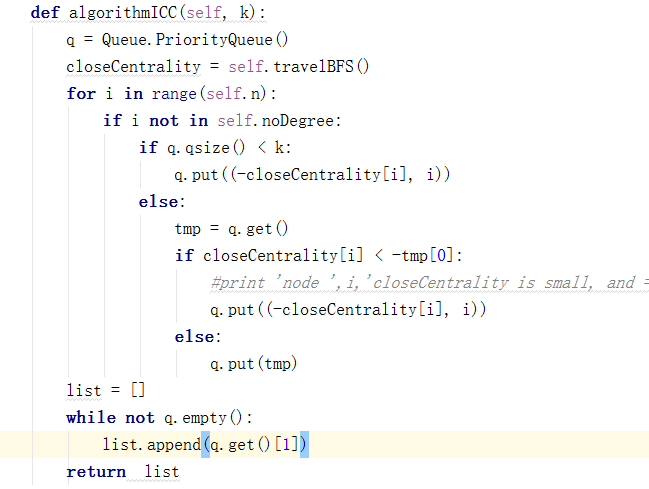 def algorithmICC(self, k):
    q = Queue.PriorityQueue()
    closeCentrality = self.travelBFS()
    for i in range(self.n):
        if i not in self.noDegree:
            if q.qsize() < k:
                q.put((-closeCentrality[i], i))
            else:
                tmp = q.get()
                if closeCentrality[i] < -tmp[0]:
                    #print 'node ',i,'closeCentrality is small, and =
                    q.put((-closeCentrality[i], i))
                else:
                    q.put(tmp)
    list = []
    while not q.empty():
        list.append(q.get()[1])
    return  list